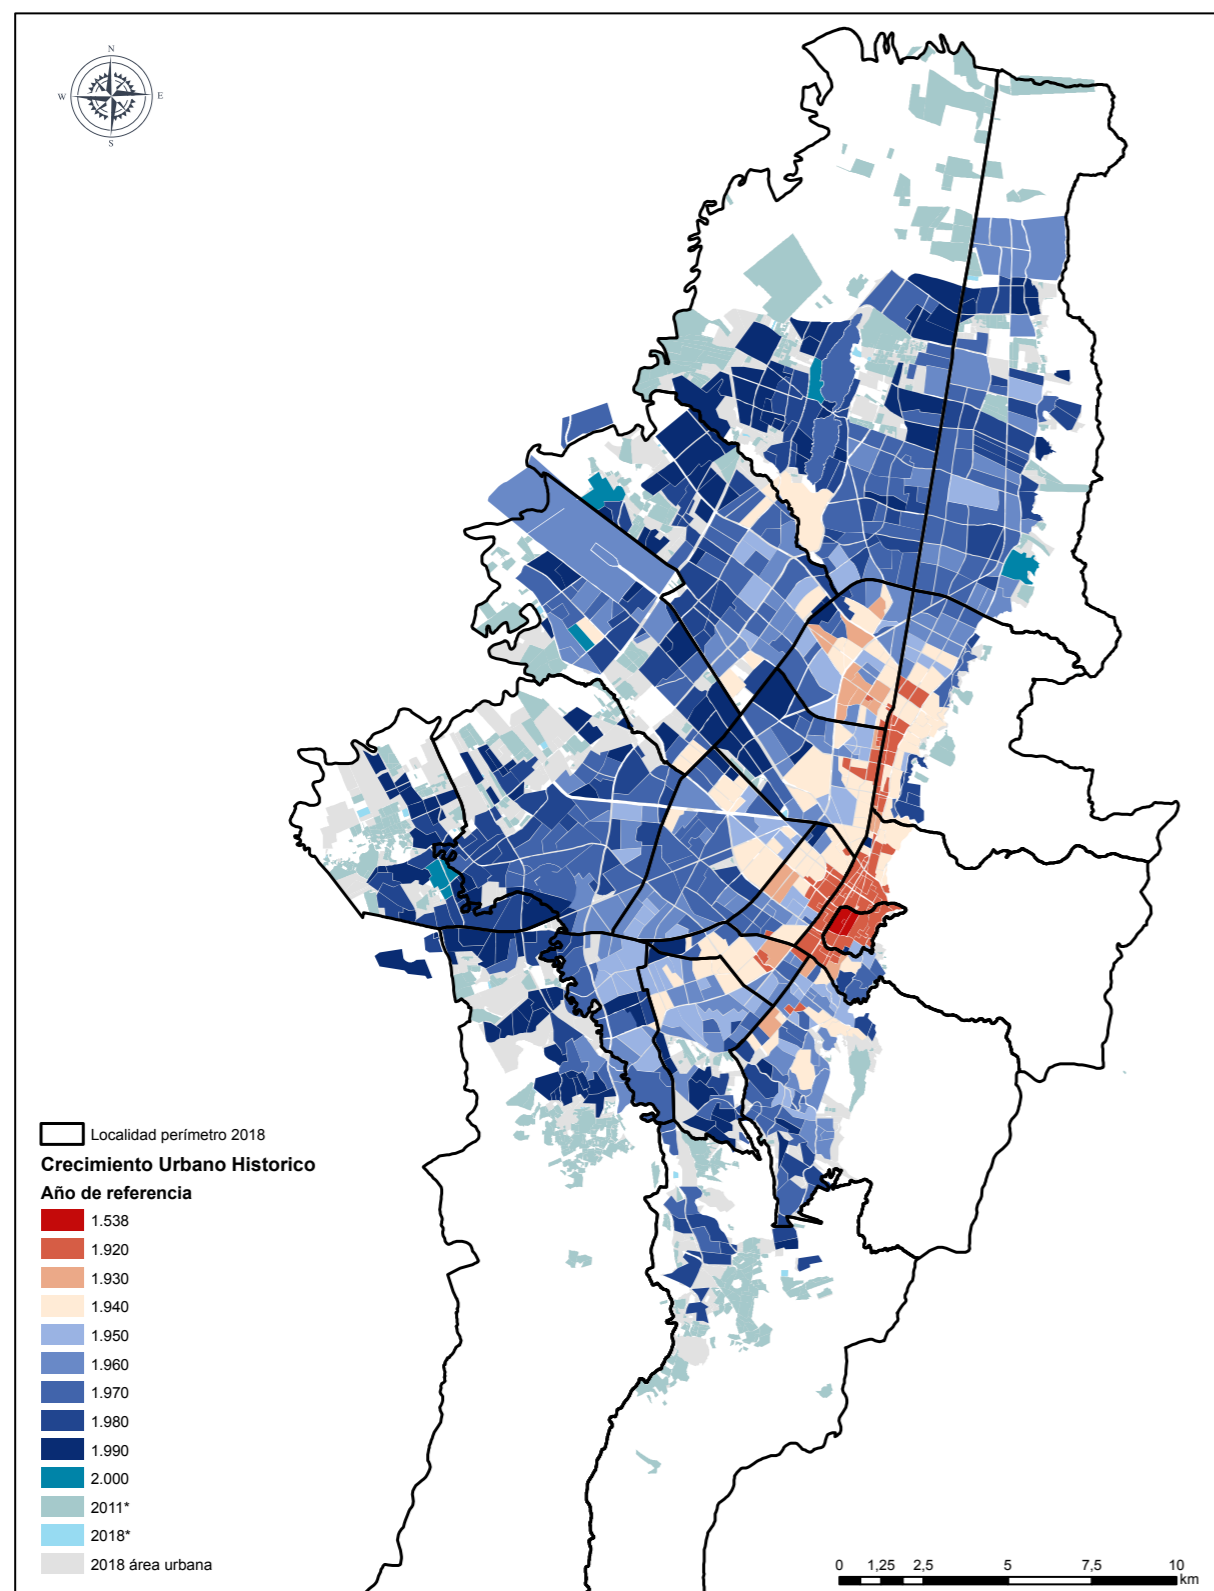 N
W
E
S
Localidad perímetro 2018
Crecimiento Urbano Historico
Año de referencia
1.538
1.920
1.930
1.940
1.950
1.960
1.970
1.980
1.990
2.000
2011*
2018*
2018 área urbana
0 1,25 2,5 5 7,5 10
km